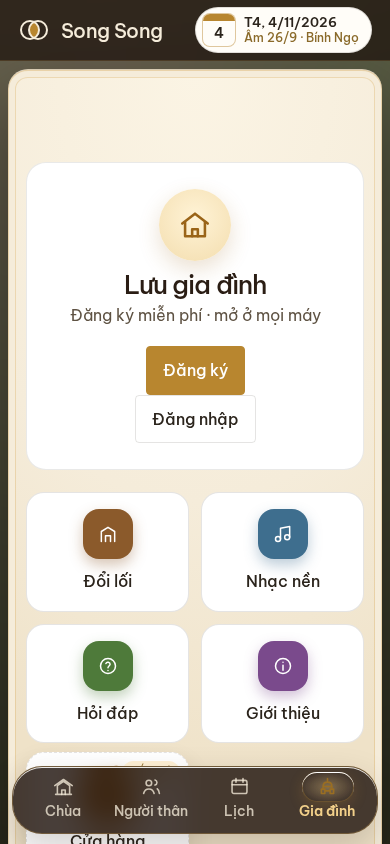 Song Song
4
T4, 4/11/2026
Âm 26/9 · Bính Ngọ
Lưu gia đình
Đăng ký miễn phí · mở ở mọi máy
Đăng ký
Đăng nhập
Đổi lối
Nhạc nền
Hỏi đáp
Giới thiệu
Cửa hàng
Chùa
Người thân
Lịch
Gia đình